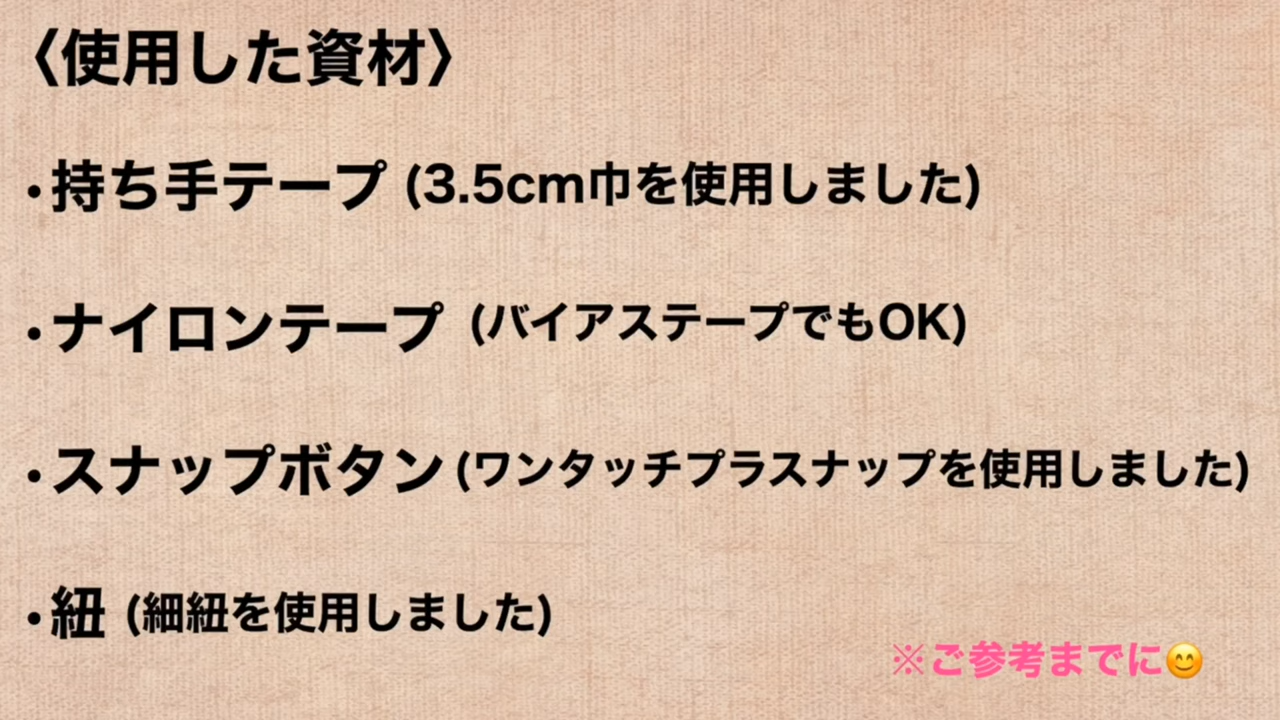 〈使用した資材〉
・持ち手テープ (3.5cm巾を使用しました)
・ナイロンテープ (バイアステープでもOK)
・スナップボタン(ワンタッチプラスナップを使用しました)
・紐 (細紐を使用しました)
※ご参考までに😊